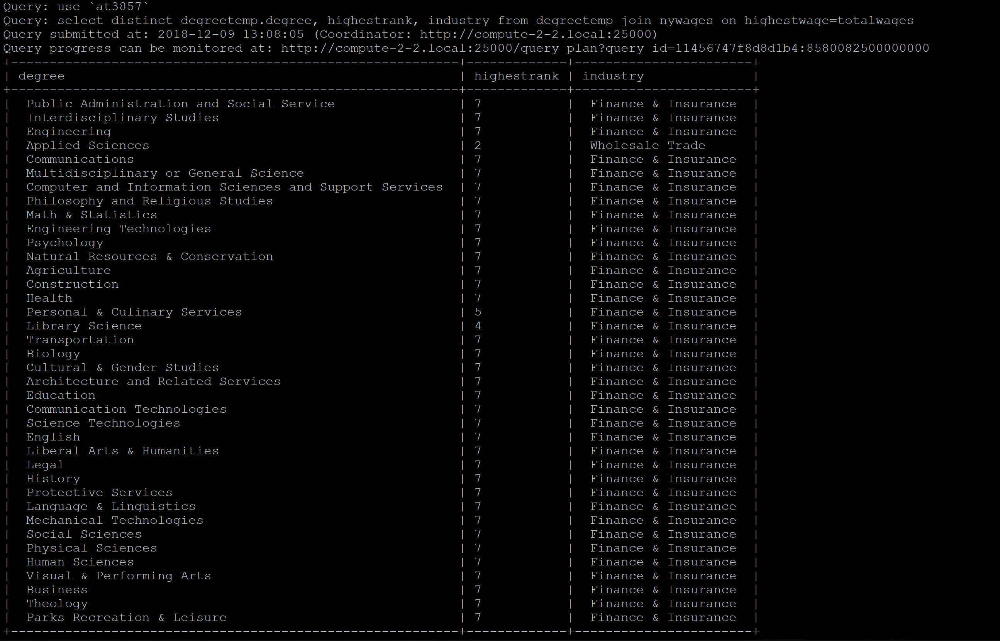 Query: use `at3857`
Query: select distinct degreetemp.degree, highestrank, industry from degreetemp join nywages on highestwage=totalwages
Query submitted at: 2018-12-09 13:08:05 (Coordinator: http://compute-2-2.local:25000)
Query progress can be monitored at: http://compute-2-2.local:25000/query_plan?query_id=11456747f8d8d1b4:8580082500000000
+----------------------------------------------------------+-------------+-----------------------+
| degree                                                   | highestrank | industry              |
+----------------------------------------------------------+-------------+-----------------------+
|  Public Administration and Social Service                | 7           |  Finance & Insurance  |
|  Interdisciplinary Studies                               | 7           |  Finance & Insurance  |
|  Engineering                                             | 7           |  Finance & Insurance  |
|  Applied Sciences                                        | 2           |  Wholesale Trade      |
|  Communications                                          | 7           |  Finance & Insurance  |
|  Multidisciplinary or General Science                    | 7           |  Finance & Insurance  |
|  Computer and Information Sciences and Support Services  | 7           |  Finance & Insurance  |
|  Philosophy and Religious Studies                        | 7           |  Finance & Insurance  |
|  Math & Statistics                                       | 7           |  Finance & Insurance  |
|  Engineering Technologies                                | 7           |  Finance & Insurance  |
|  Psychology                                              | 7           |  Finance & Insurance  |
|  Natural Resources & Conservation                        | 7           |  Finance & Insurance  |
|  Agriculture                                             | 7           |  Finance & Insurance  |
|  Construction                                            | 7           |  Finance & Insurance  |
|  Health                                                  | 7           |  Finance & Insurance  |
|  Personal & Culinary Services                            | 5           |  Finance & Insurance  |
|  Library Science                                         | 4           |  Finance & Insurance  |
|  Transportation                                          | 7           |  Finance & Insurance  |
|  Biology                                                 | 7           |  Finance & Insurance  |
|  Cultural & Gender Studies                               | 7           |  Finance & Insurance  |
|  Architecture and Related Services                       | 7           |  Finance & Insurance  |
|  Education                                               | 7           |  Finance & Insurance  |
|  Communication Technologies                              | 7           |  Finance & Insurance  |
|  Science Technologies                                    | 7           |  Finance & Insurance  |
|  English                                                 | 7           |  Finance & Insurance  |
|  Liberal Arts & Humanities                               | 7           |  Finance & Insurance  |
|  Legal                                                   | 7           |  Finance & Insurance  |
|  History                                                 | 7           |  Finance & Insurance  |
|  Protective Services                                     | 7           |  Finance & Insurance  |
|  Language & Linguistics                                  | 7           |  Finance & Insurance  |
|  Mechanical Technologies                                 | 7           |  Finance & Insurance  |
|  Social Sciences                                         | 7           |  Finance & Insurance  |
|  Physical Sciences                                       | 7           |  Finance & Insurance  |
|  Human Sciences                                          | 7           |  Finance & Insurance  |
|  Visual & Performing Arts                                | 7           |  Finance & Insurance  |
|  Business                                                | 7           |  Finance & Insurance  |
|  Theology                                                | 7           |  Finance & Insurance  |
|  Parks Recreation & Leisure                              | 7           |  Finance & Insurance  |
+----------------------------------------------------------+-------------+-----------------------+